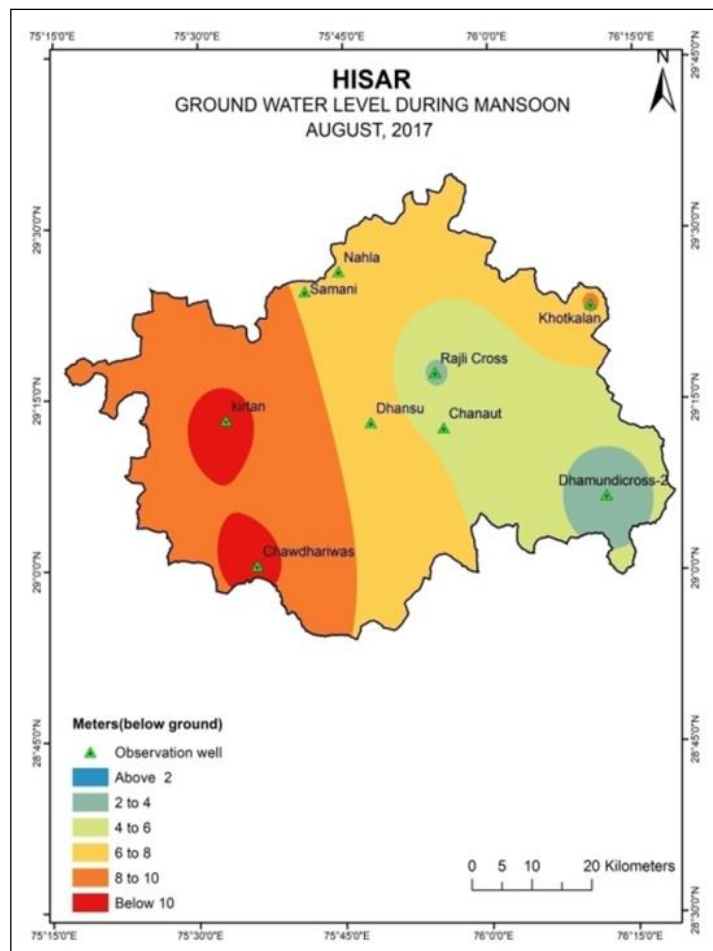 75°15'0"E 75°30'0"E 75°45'0"E 76°0'0"E 76°15'0"E
N
HISAR
GROUND WATER LEVEL DURING MANSOON
AUGUST, 2017
29°45'0"N
29°30'0"N 29°30'0"N
29°15'0"N 29°15'0"N
29°0'0"N 29°0'0"N
28°45'0"N 28°45'0"N
28°30'0"N
Nahla
Samani
Khotkalan
Rajli Cross
kirtan
Dhansu
Chanaut
Dhamundicross-2
Chawdhariwas
Meters(below ground)
Observation well
Above 2
2 to 4
4 to 6
6 to 8
8 to 10
Below 10
0 5 10 20 Kilometers
75°15'0"E 75°30'0"E 75°45'0"E 76°0'0"E 76°15'0"E